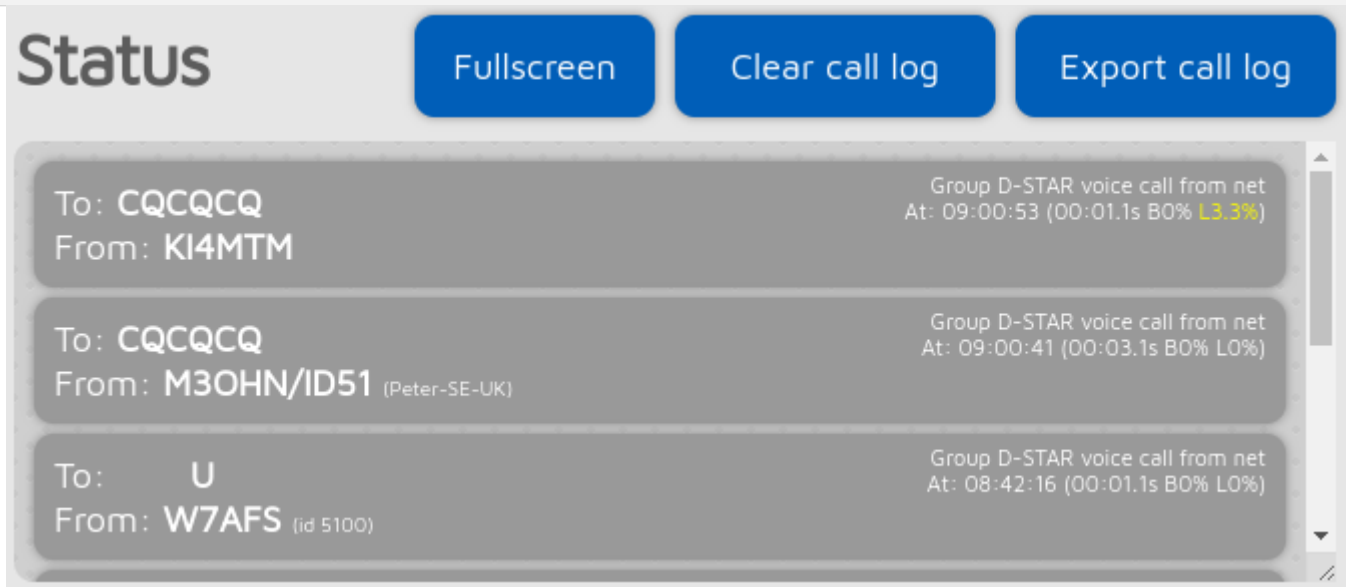 Status
Fullscreen
Clear call log
Export call log
To: CQCQCQ
Group D-STAR voice call from net
At: 09:00:53 (00:01.1s B0% L3.3%)
From: KI4MTM
To: CQCQCQ
Group D-STAR voice call from net
At: 09:00:41 (00:03.1s B0% L0%)
From: M3OHN/ID51 (Peter-SE-UK)
To: U
Group D-STAR voice call from net
At: 08:42:16 (00:01.1s B0% L0%)
From: W7AFS (id 5100)